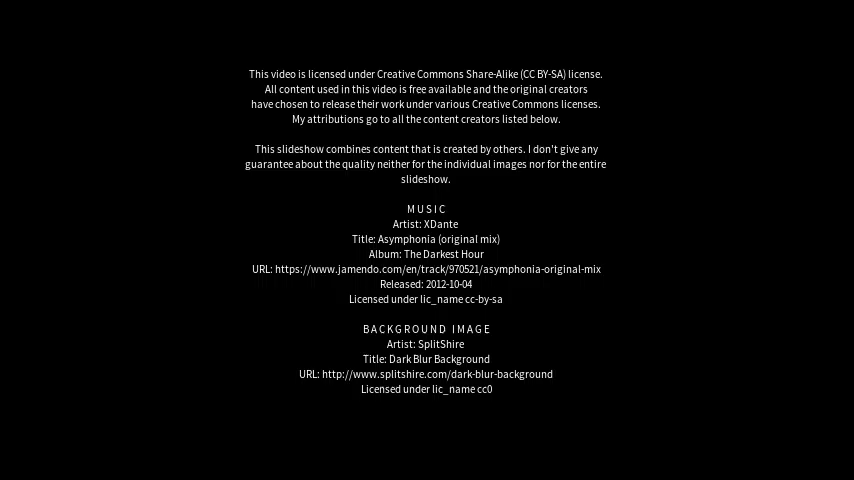 This video is licensed under Creative Commons Share-Alike (CC BY-SA) license.
All content used in this video is free available and the original creators
have chosen to release their work under various Creative Commons licenses.
My attributions go to all the content creators listed below.
This slideshow combines content that is created by others. I don't give any
guarantee about the quality neither for the individual images nor for the entire
slideshow.
MUSIC
Artist: XDante
Title: Asymphonia (original mix)
Album: The Darkest Hour
URL: https://www.jamendo.com/en/track/970521/asymphonia-original-mix
Released: 2012-10-04
Licensed under lic_name cc-by-sa
BACKGROUND IMAGE
Artist: SplitShire
Title: Dark Blur Background
URL: http://www.splitshire.com/dark-blur-background
Licensed under lic_name cc0